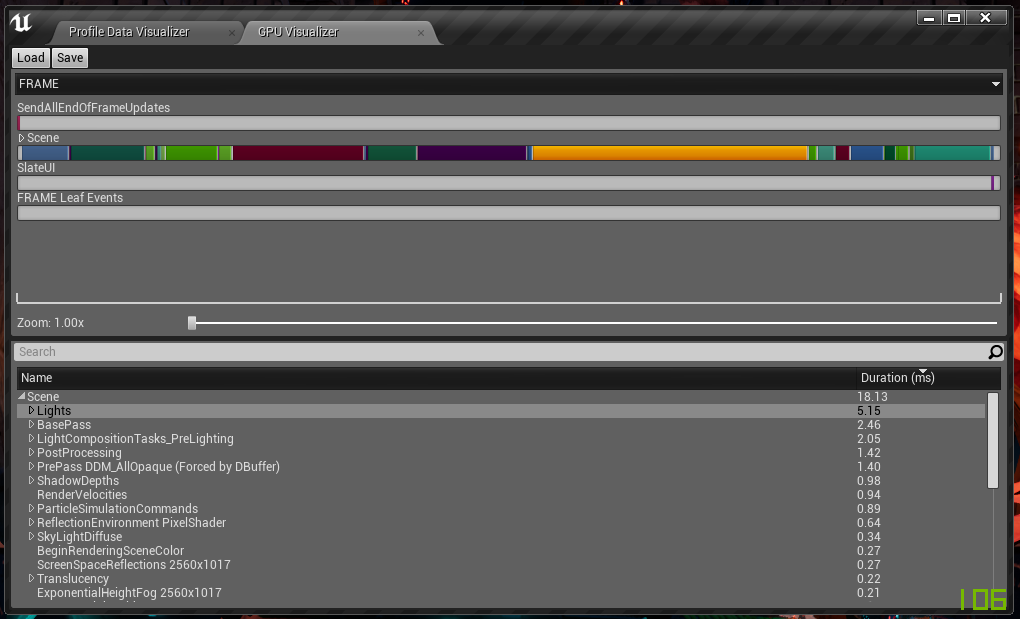 Profile Data Visualizer GPU Visualizer
Load Save
FRAME
SendAllEndOfFrameUpdates
Scene
SlateUI
FRAME Leaf Events
Zoom: 1.00x
Search
Name Duration (ms)
Scene 18.13
Lights 5.15
BasePass 2.46
LightCompositionTasks_PreLighting 2.05
PostProcessing 1.42
PrePass DDM_AllOpaque (Forced by DBuffer) 1.40
ShadowDepths 0.98
RenderVelocities 0.94
ParticleSimulationCommands 0.89
ReflectionEnvironment PixelShader 0.64
SkyLightDiffuse 0.34
BeginRenderingSceneColor 0.27
ScreenSpaceReflections 2560x1017 0.27
Translucency 0.22
ExponentialHeightFog 2560x1017 0.21
106